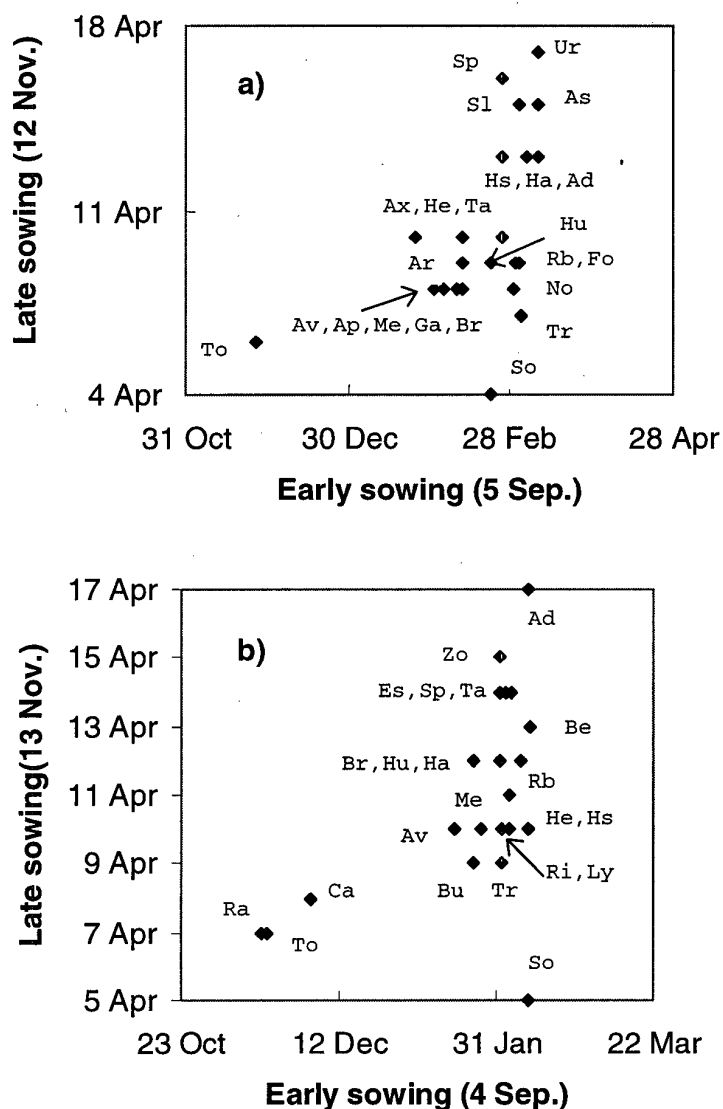 18 Apr
a)
Sp
Ur
Sl
As
Hs,Ha,Ad
11 Apr
Ax,He,Ta
Hu
Ar
Rb,Fo
No
Av,Ap,Me,Ga,Br
Tr
To
So
4 Apr
31 Oct
30 Dec
28 Feb
28 Apr
Late sowing (12 Nov.)
Early sowing (5 Sep.)
17 Apr
b)
Ad
15 Apr
Zo
Es,Sp,Ta
13 Apr
Be
Br,Hu,Ha
Rb
11 Apr
Me
He,Hs
Av
9 Apr
Ri,Ly
Bu
Tr
Ca
Ra
7 Apr
To
So
5 Apr
23 Oct
12 Dec
31 Jan
22 Mar
Late sowing(13 Nov.)
Early sowing (4 Sep.)